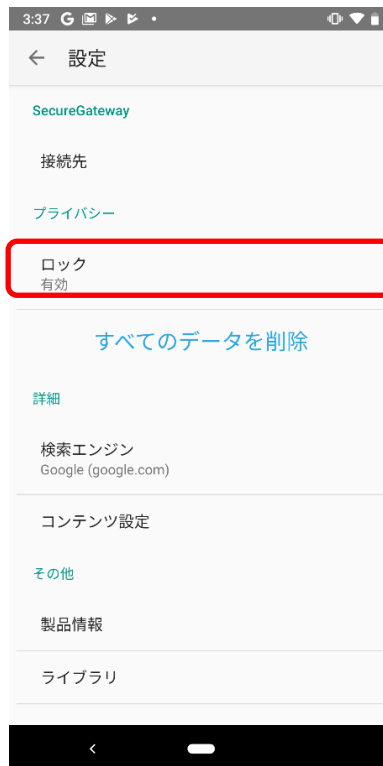 3:37 G
設定
SecureGateway
接続先
プライバシー
ロック
有効
すべてのデータを削除
詳細
検索エンジン
Google (google.com)
コンテンツ設定
その他
製品情報
ライブラリ